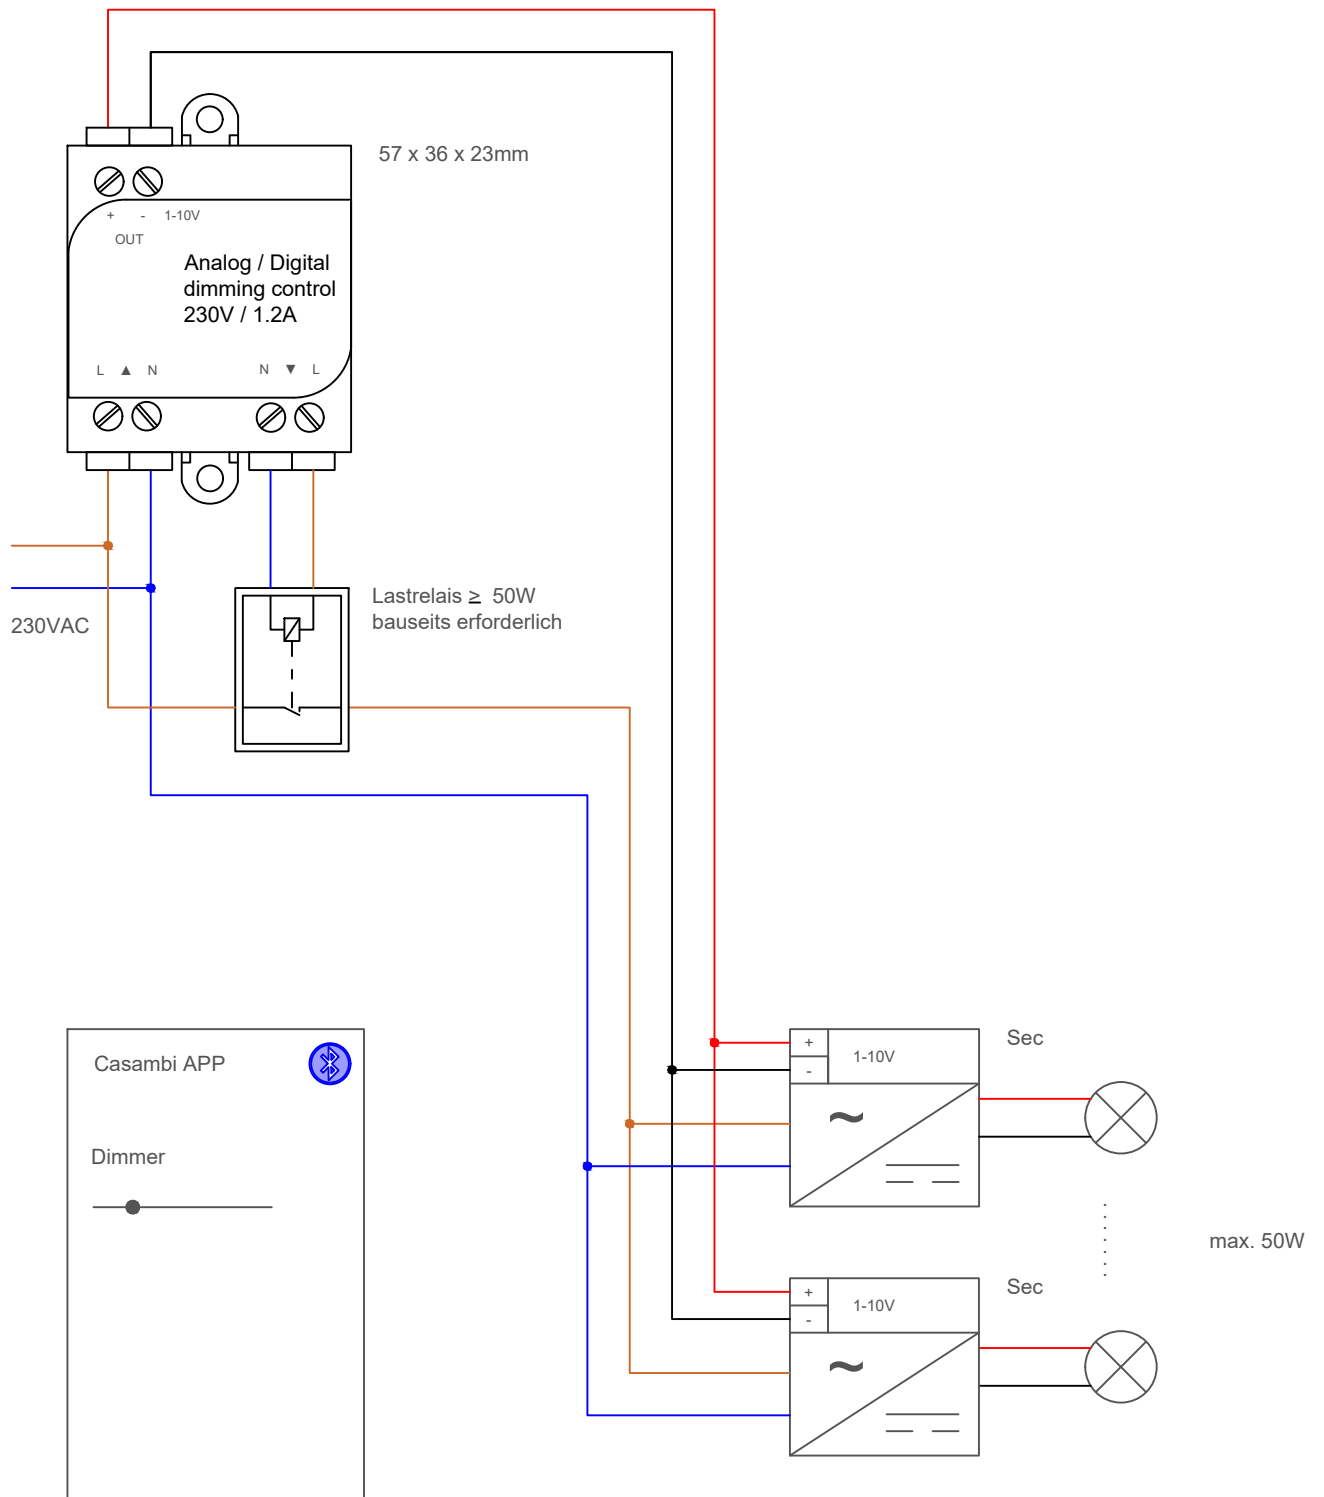 57 x 36 x 23mm
+ - 1-10V
OUT
Analog / Digital
dimming control
230V / 1.2A
L ▲ N
N ▼ L
230VAC
Lastrelais ≥ 50W
bauseits erforderlich
Casambi APP
Dimmer
+
-
1-10V
Sec
~
max. 50W
+
-
1-10V
Sec
~